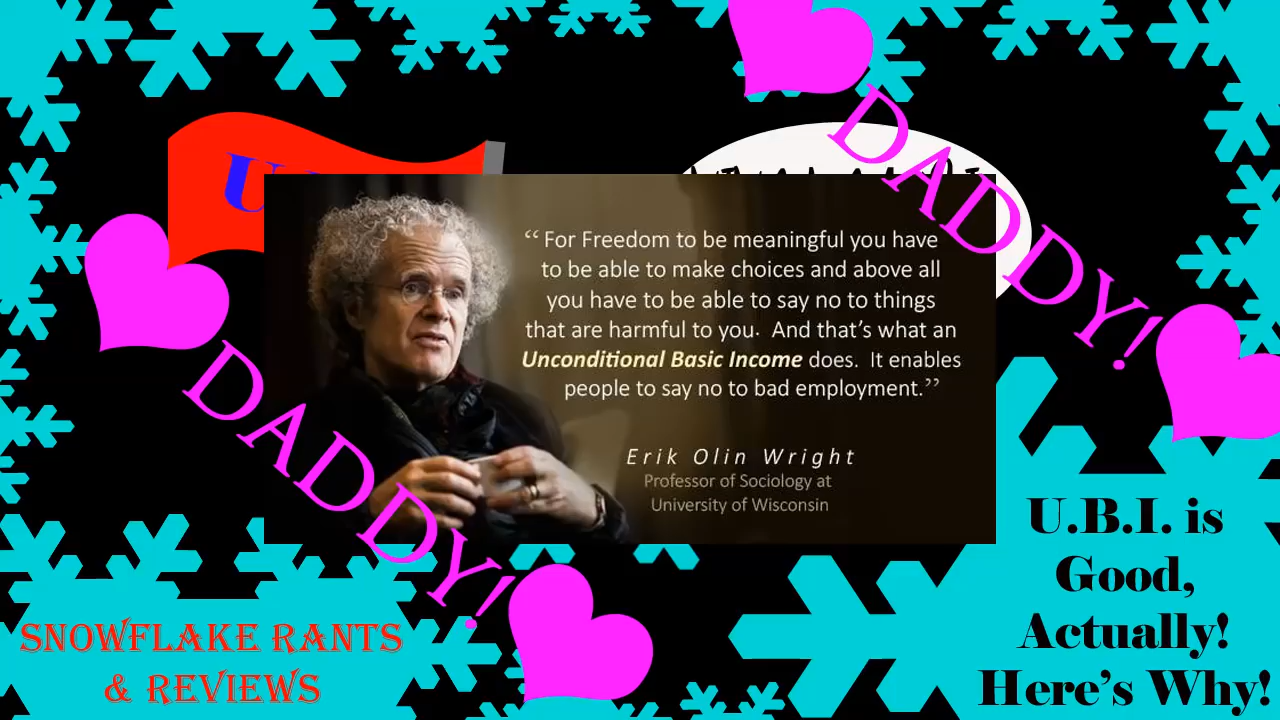 DADDY!
“ For Freedom to be meaningful you have
to be able to make choices and above all
you have to be able to say no to things
that are harmful to you. And that’s what an
Unconditional Basic Income does. It enables
people to say no to bad employment.”
Erik Olin Wright
Professor of Sociology at
University of Wisconsin
DADDY!
U.B.I. is
Good,
Actually!
Here’s Why!
SNOWFLAKE RANTS
& REVIEWS